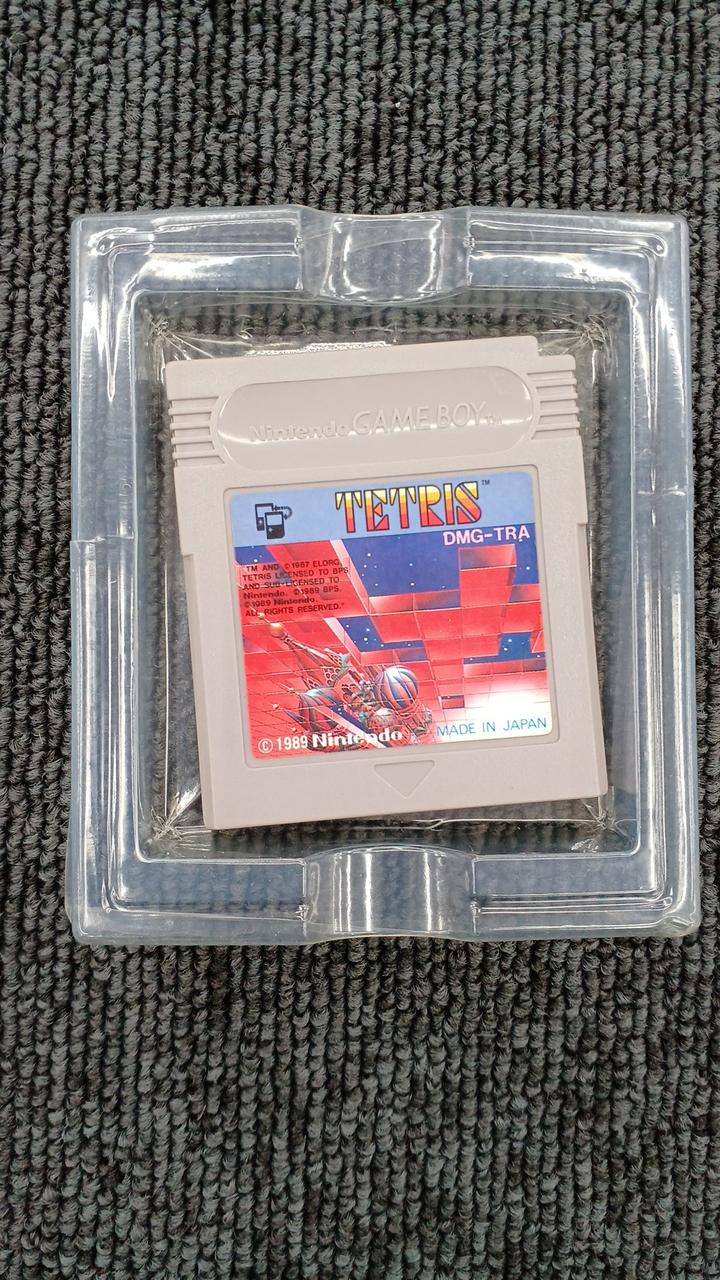 Nintendo GAME BOY TM
TETRIS™
DMG-TRA
"TM AND ©1987 ELORG,
TETRIS LICENSED TO BPS
AND SUB-LICENSED TO
Nintendo. ©1989 BPS.
©1989 Nintendo.
ALL RIGHTS RESERVED."
©1989 Nintendo
MADE IN JAPAN